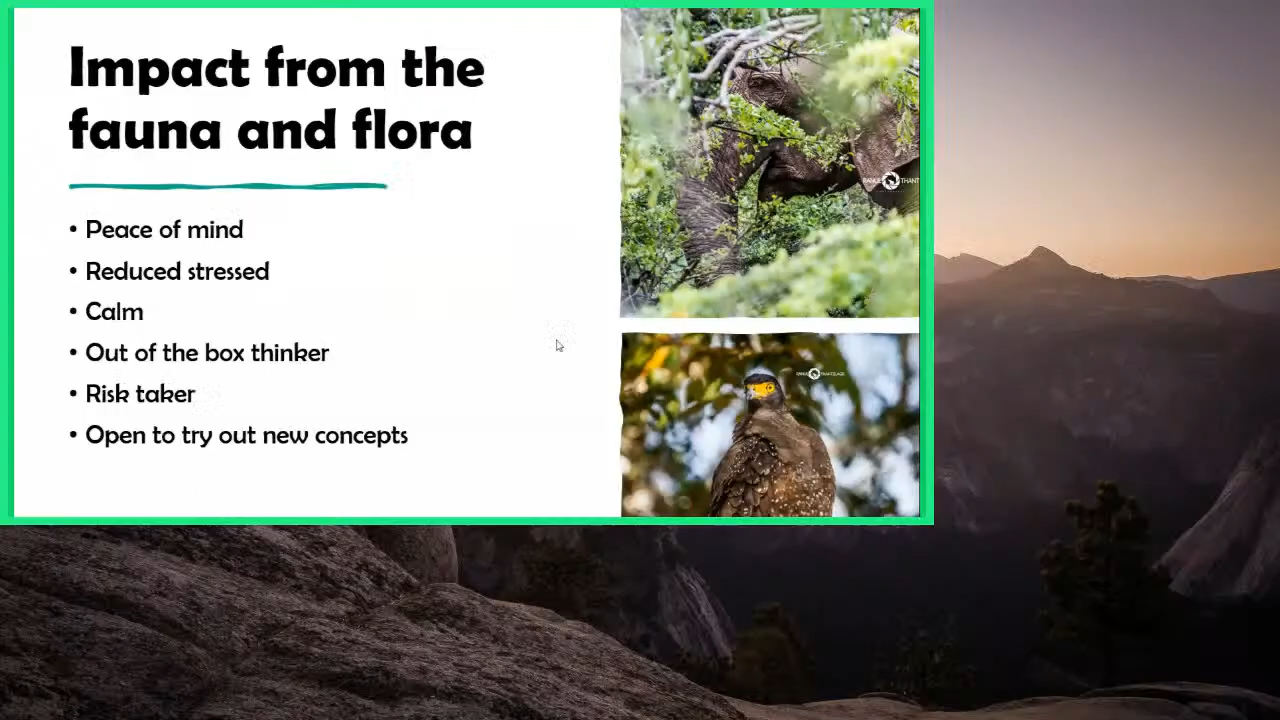 Impact from the
fauna and flora
• Peace of mind
• Reduced stressed
• Calm
• Out of the box thinker
• Risk taker
• Open to try out new concepts